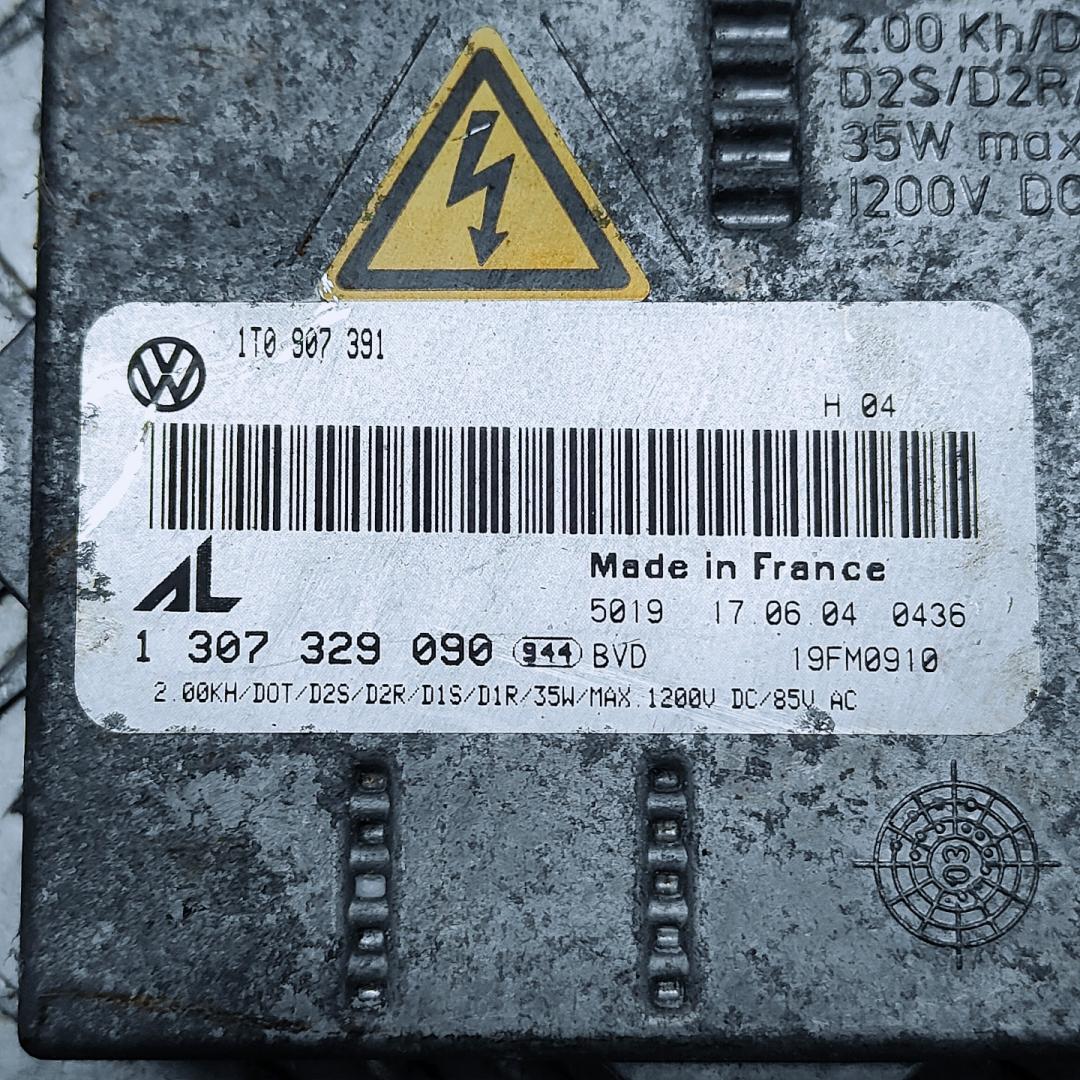 2.00 Kh/D
D2S/D2R/
35W max
1200V DC
VW
1T0 907 391
H 04
AL
Made in France
5019 17.06.04 0436
1 307 329 090 944 BVD 19FM0910
2.00KH/DOT/D2S/D2R/D1S/D1R/35W/MAX.1200V DC/85V AC
03